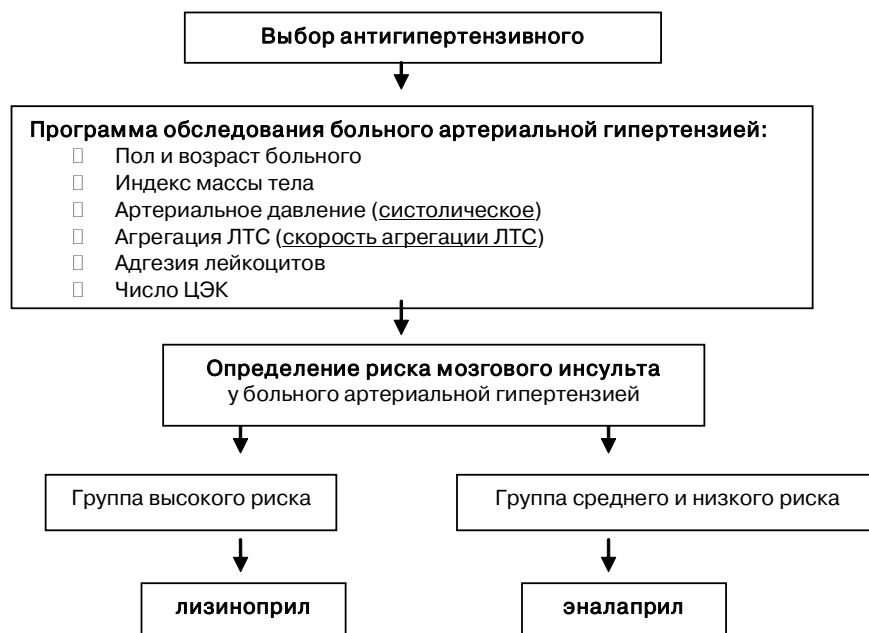 Выбор антигипертензивного
Программа обследования больного артериальной гипертензией:
Пол и возраст больного
Индекс массы тела
Артериальное давление (систолическое)
Агрегация ЛТС (скорость агрегации ЛТС)
Адгезия лейкоцитов
Число ЦЭК
Определение риска мозгового инсульта
у больного артериальной гипертензией
Группа высокого риска
Группа среднего и низкого риска
лизиноприл
эналаприл